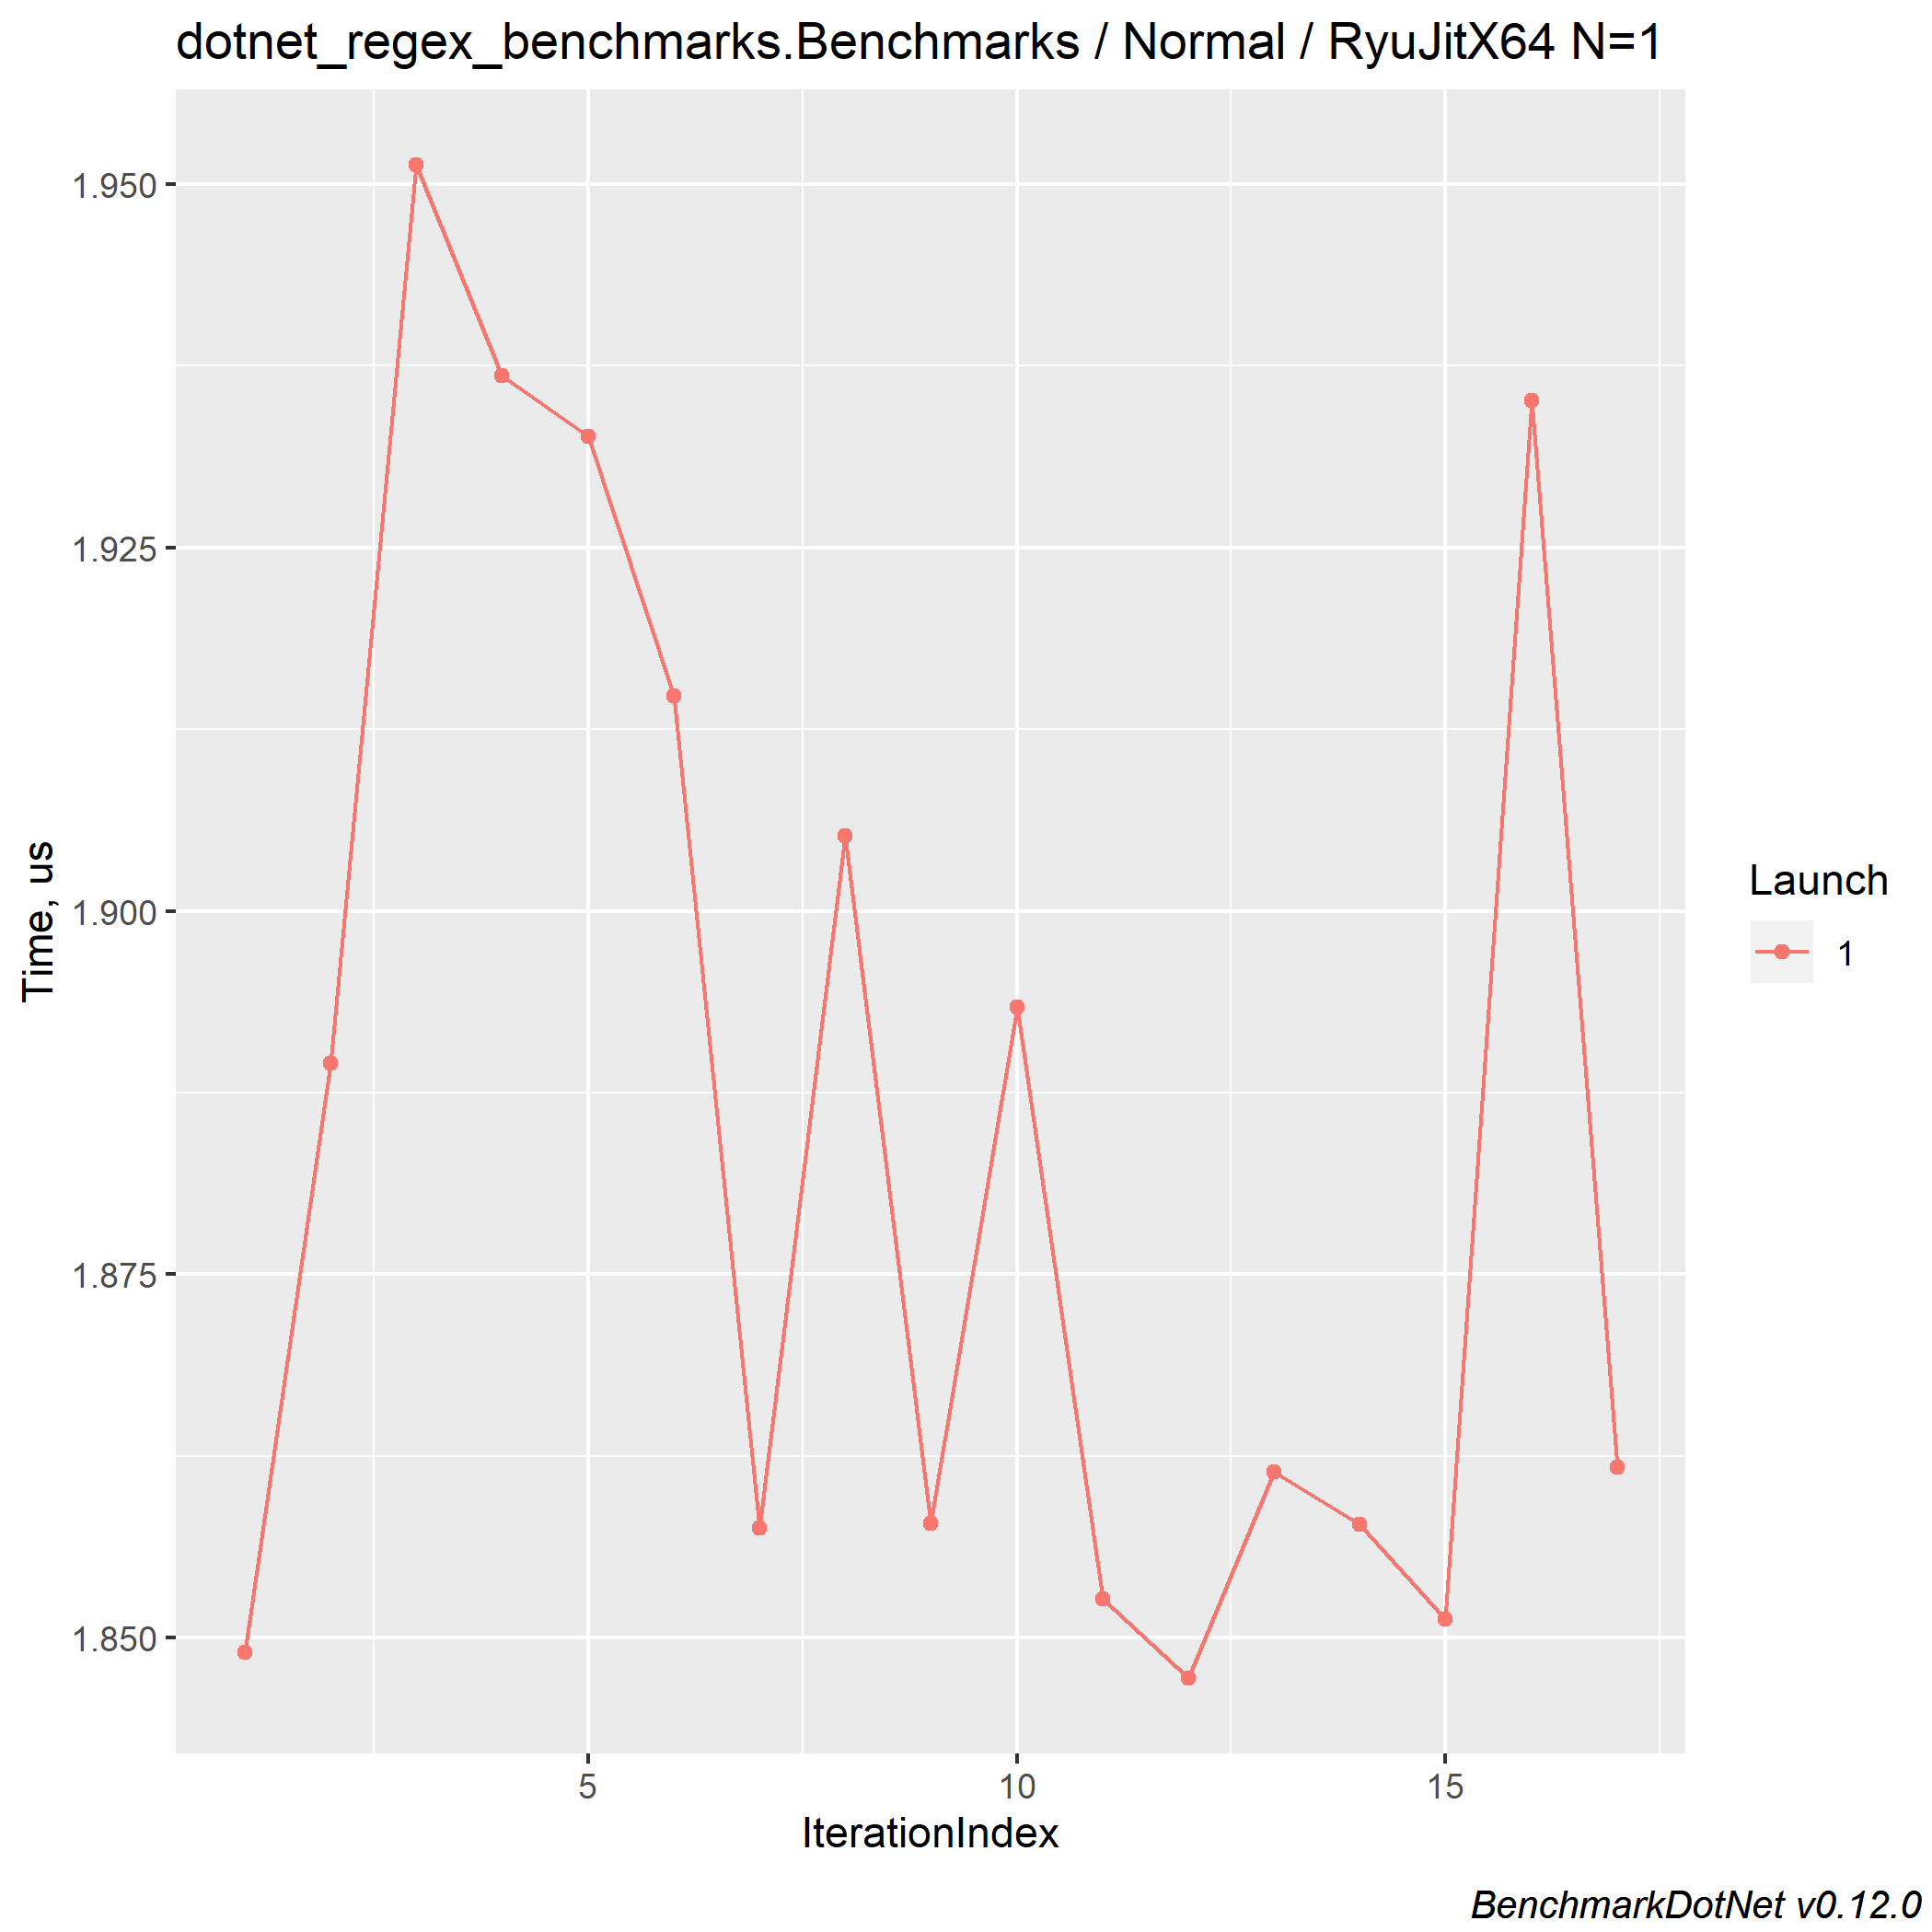 dotnet_regex_benchmarks.Benchmarks / Normal / RyuJitX64 N=1
1.950
1.925
1.900
1.875
1.850
Time, us
5 10 15
IterationIndex
Launch
1
BenchmarkDotNet v0.12.0